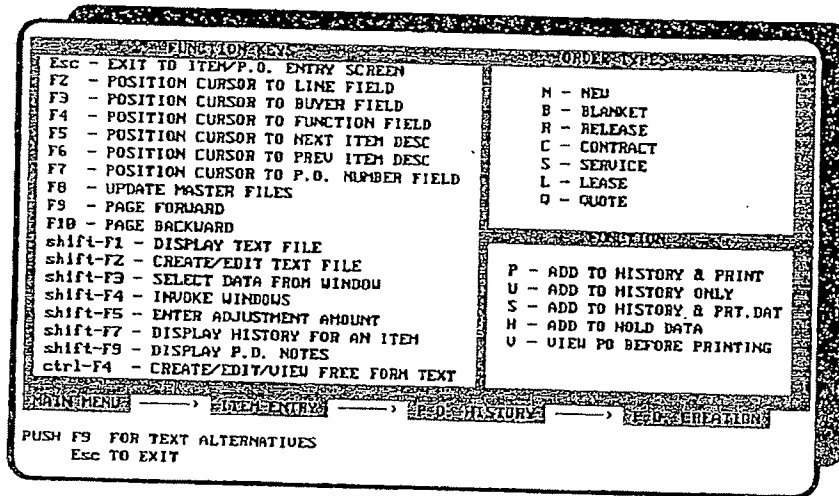 FUNCTION KEYS
Esc - EXIT TO ITEM/P.O. ENTRY SCREEN
F2 - POSITION CURSOR TO LINE FIELD
F3 - POSITION CURSOR TO BUYER FIELD
F4 - POSITION CURSOR TO FUNCTION FIELD
F5 - POSITION CURSOR TO NEXT ITEM DESC
F6 - POSITION CURSOR TO PREV ITEM DESC
F7 - POSITION CURSOR TO P.O. NUMBER FIELD
F8 - UPDATE MASTER FILES
F9 - PAGE FORWARD
F10 - PAGE BACKWARD
shift-F1 - DISPLAY TEXT FILE
shift-F2 - CREATE/EDIT TEXT FILE
shift-F3 - SELECT DATA FROM WINDOW
shift-F4 - INVOKE WINDOWS
shift-F5 - ENTER ADJUSTMENT AMOUNT
shift-F7 - DISPLAY HISTORY FOR AN ITEM
shift-F9 - DISPLAY P.O. NOTES
ctrl-F4 - CREATE/EDIT/VIEW FREE FORM TEXT
ORDER TYPES
N - NEW
B - BLANKET
R - RELEASE
C - CONTRACT
S - SERVICE
L - LEASE
Q - QUOTE
FUNCTION
P - ADD TO HISTORY & PRINT
U - ADD TO HISTORY ONLY
S - ADD TO HISTORY & PRT.DAT
H - ADD TO HOLD DATA
V - VIEW PO BEFORE PRINTING
MAIN MENU → ITEM ENTRY → P.O. HISTORY → P.O. CREATION
PUSH F9 FOR TEXT ALTERNATIVES
Esc TO EXIT